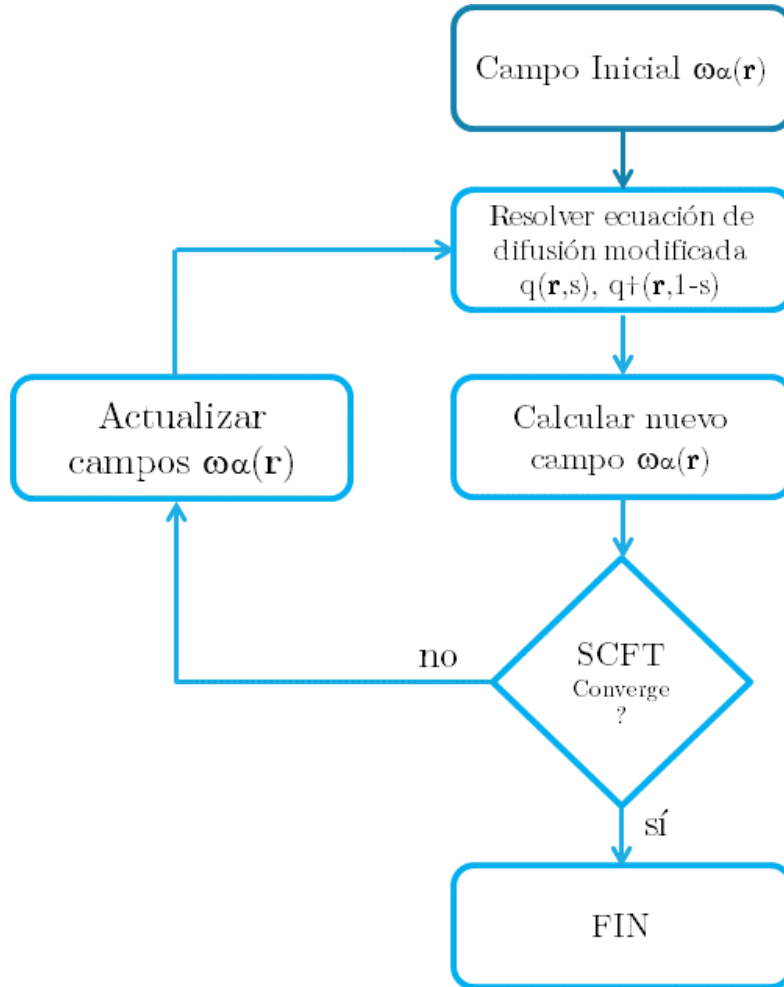 Campo Inicial ωα(r)
Resolver ecuación de
difusión modificada
q(r,s), q†(r,1-s)
Actualizar
campos ωα(r)
Calcular nuevo
campo ωα(r)
SCFT
Converge
?
no
sí
FIN